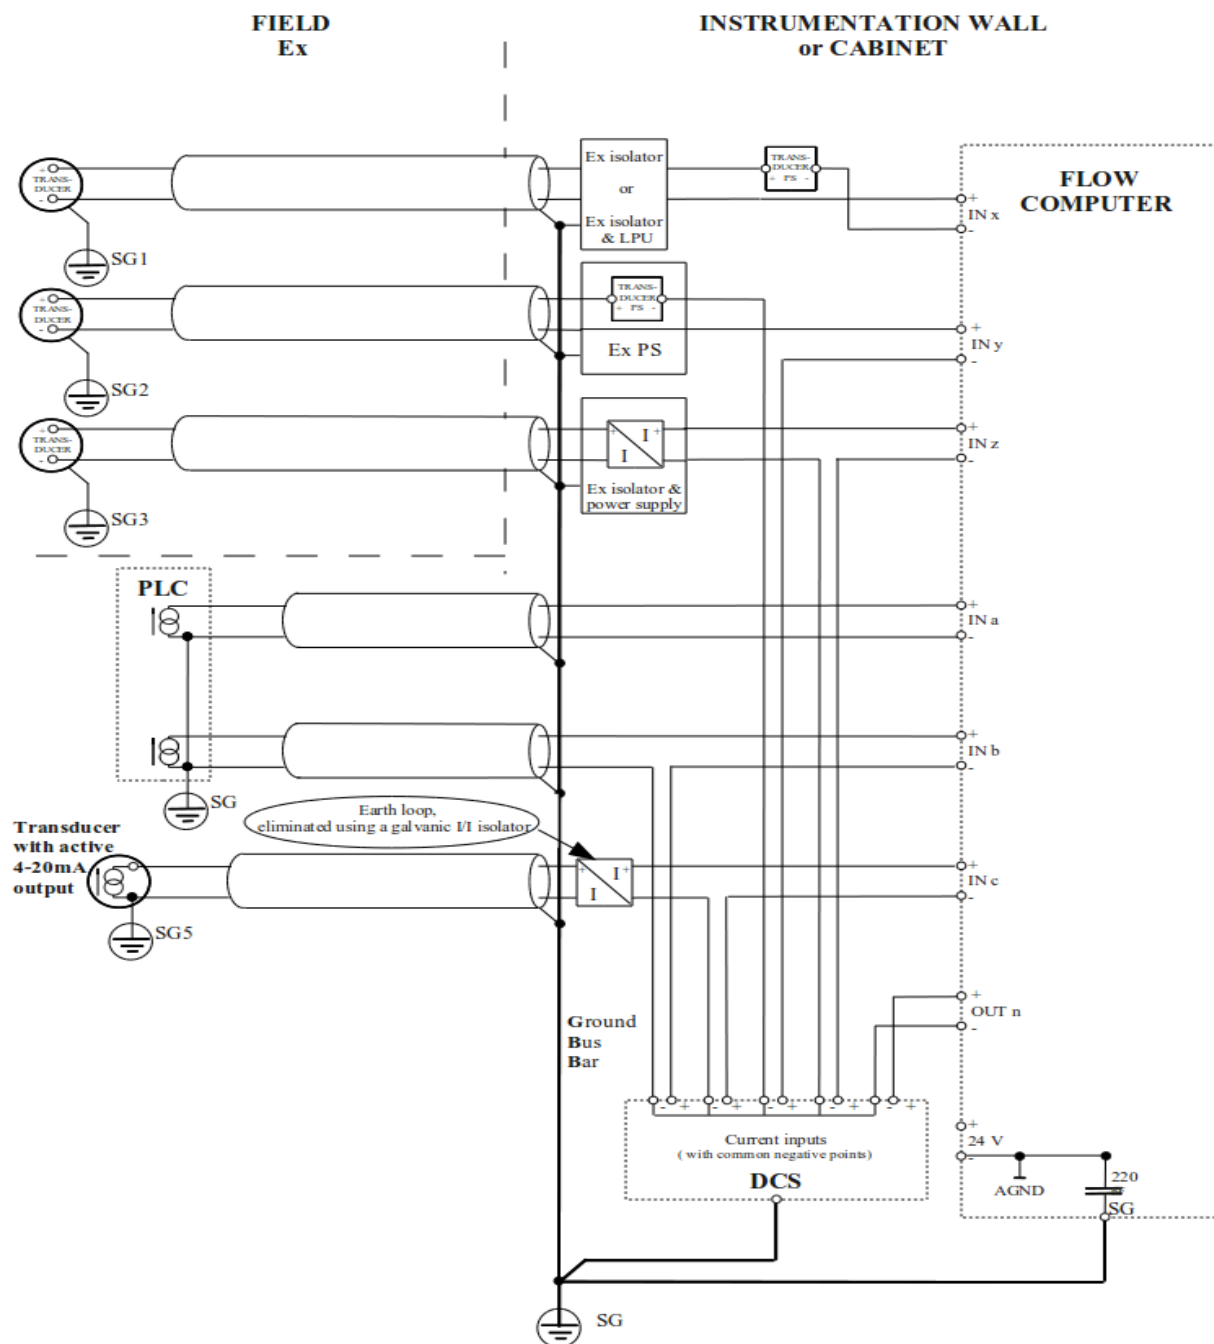 FIELD
Ex
INSTRUMENTATION WALL
or CABINET
FLOW
COMPUTER
+
TRANS-
DUCER
-
SG1
Ex isolator
or
Ex isolator
& LPU
TRANS-
DUCER
+ PS -
+
IN x
-
+
TRANS-
DUCER
-
SG2
TRANS-
DUCER
+ PS -
Ex PS
+
IN y
-
+
TRANS-
DUCER
-
SG3
+ I +
I
Ex isolator &
power supply
+
IN z
-
PLC
+
IN a
-
+
IN b
-
SG
Earth loop,
eliminated using a galvanic I/I isolator
Transducer
with active
4-20mA
output
SG5
+ I +
I
+
IN c
-
Ground
Bus
Bar
+
OUT n
-
- + - + - + - + - +
Current inputs
( with common negative points)
DCS
+
24 V
-
AGND
220
SG
SG